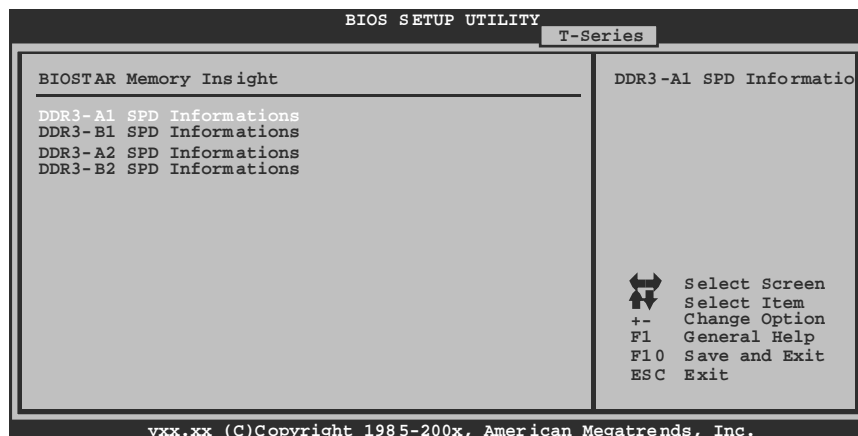 BIOS SETUP UTILITY
T-Series
BIOSTAR Memory Insight
DDR3-A1 SPD Informations
DDR3-B1 SPD Informations
DDR3-A2 SPD Informations
DDR3-B2 SPD Informations
DDR3-A1 SPD Informatio
Select Screen
Select Item
+- Change Option
F1 General Help
F10 Save and Exit
ESC Exit
vxx.xx (C)Copyright 1985-200x, American Megatrends, Inc.